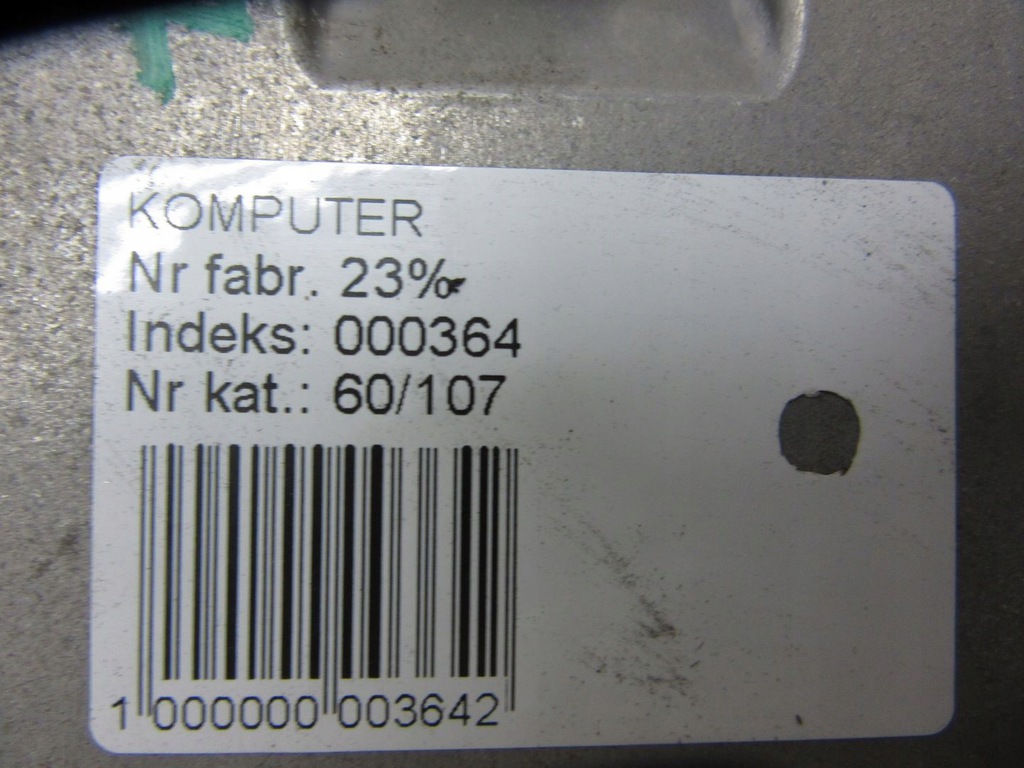 KOMPUTER
Nr fabr. 23%
Indeks: 000364
Nr kat.: 60/107
1 000000 003642